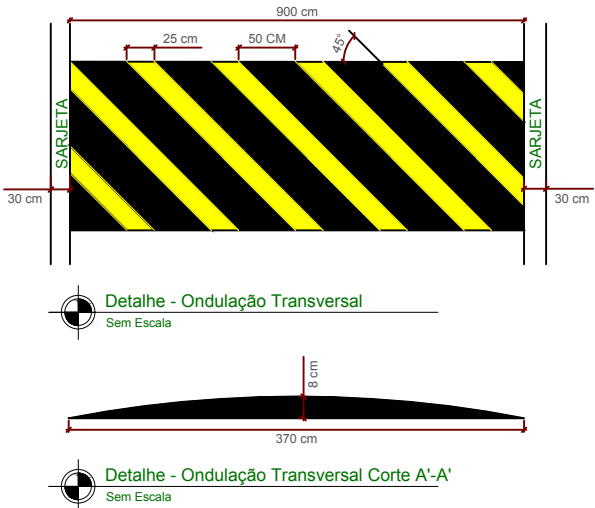 900 cm
25 cm
50 CM
45°
SARJETA
SARJETA
30 cm
30 cm
Detalhe - Ondulação Transversal
Sem Escala
8 cm
370 cm
Detalhe - Ondulação Transversal Corte A'-A'
Sem Escala